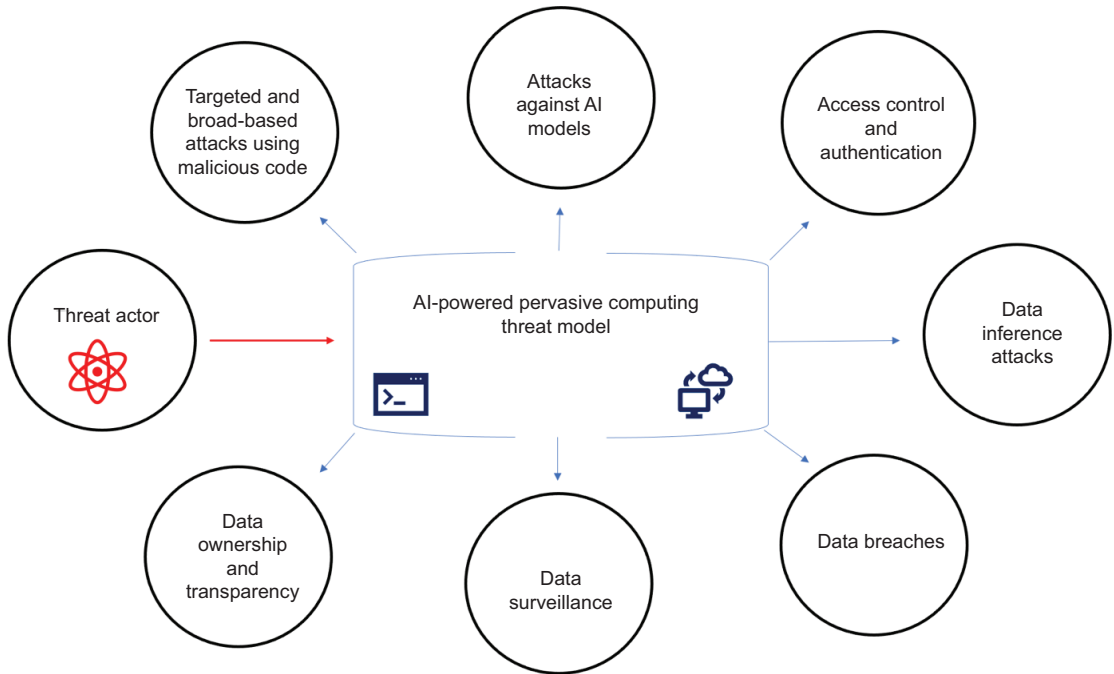 Targeted and
broad-based
attacks using
malicious code
Attacks
against AI
models
Access control
and
authentication
Threat actor
AI-powered pervasive computing
threat model
Data
inference
attacks
Data
ownership
and
transparency
Data
surveillance
Data breaches